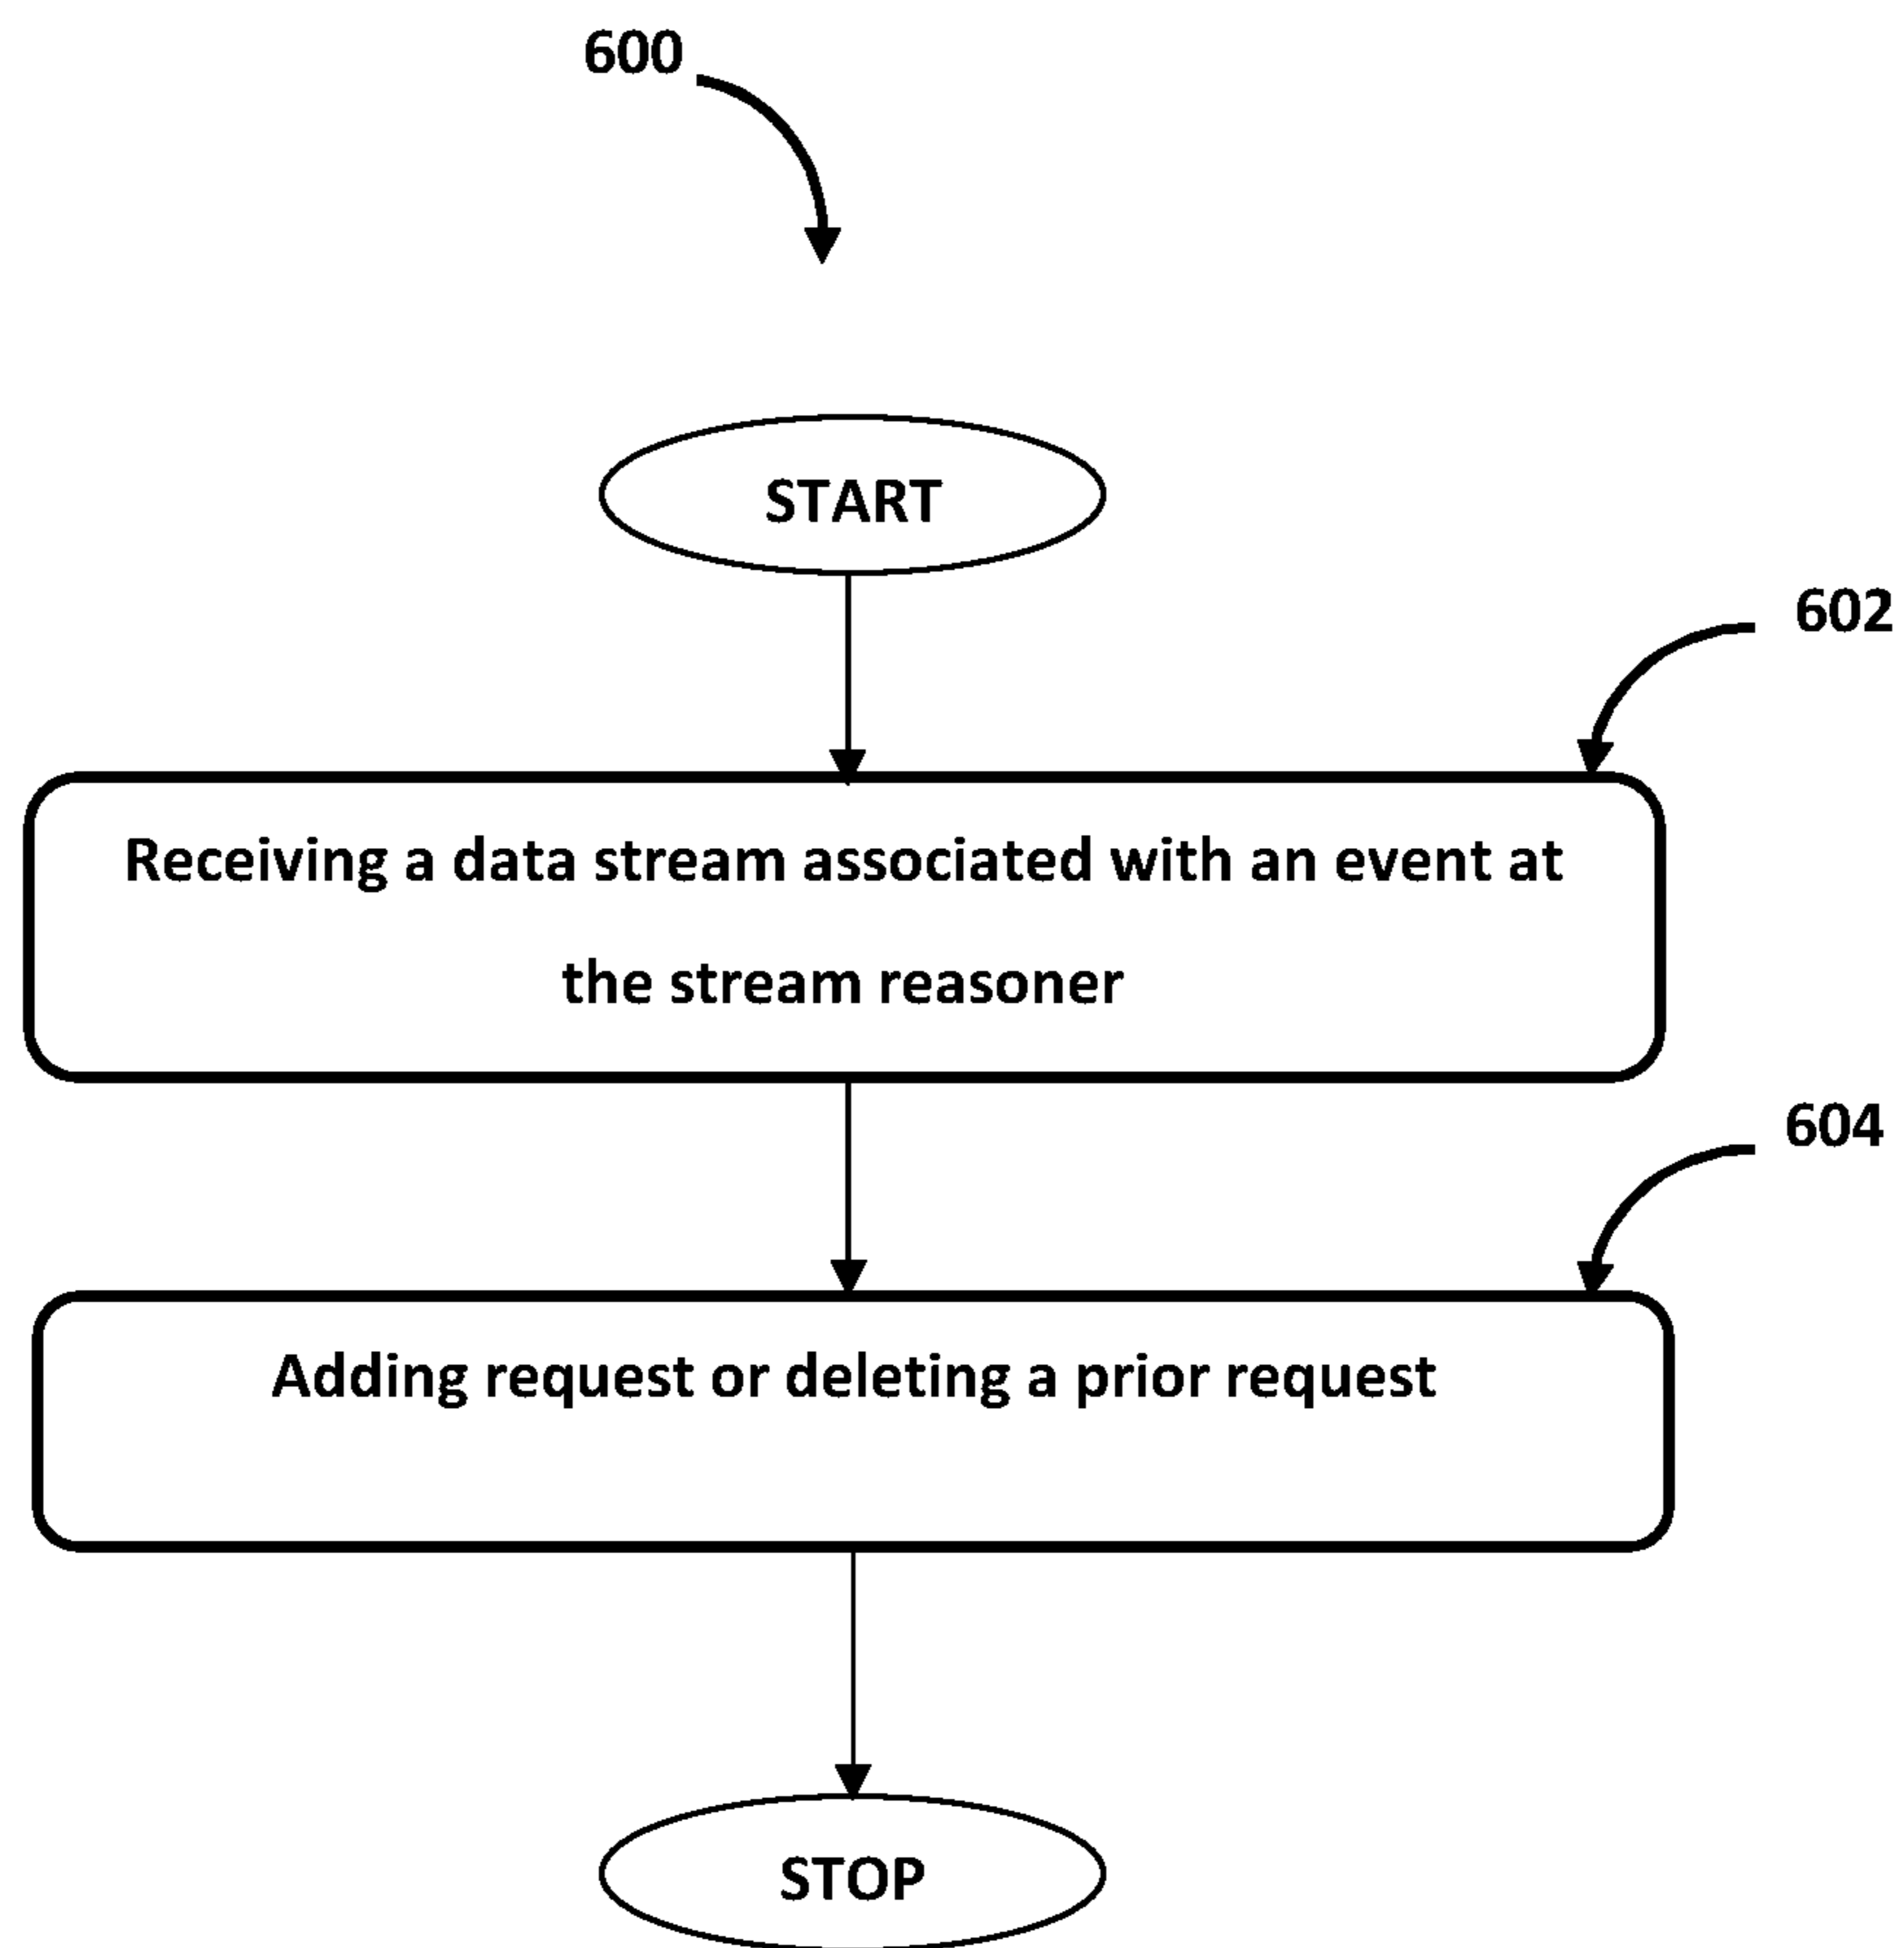 600
START
602
Receiving a data stream associated with an event at
the stream reasoner
604
Adding request or deleting a prior request
STOP